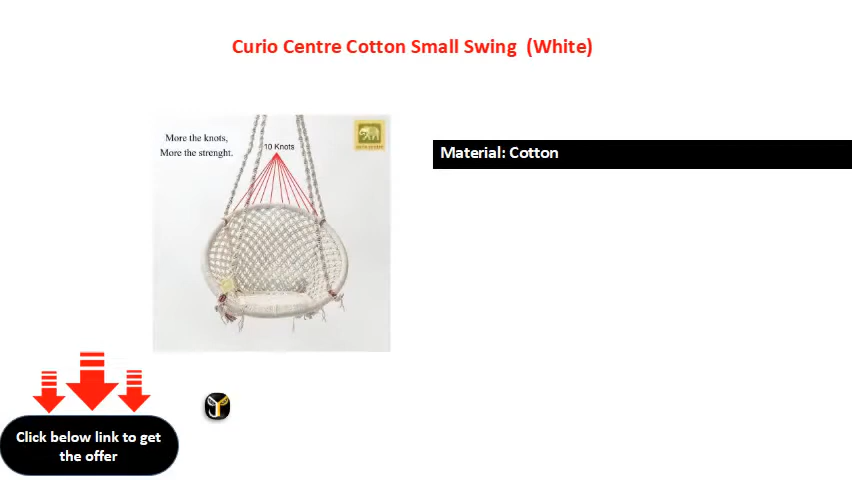 Curio Centre Cotton Small Swing (White)
More the knots,
More the strenght.
10 Knots
Material: Cotton
Click below link to get
the offer